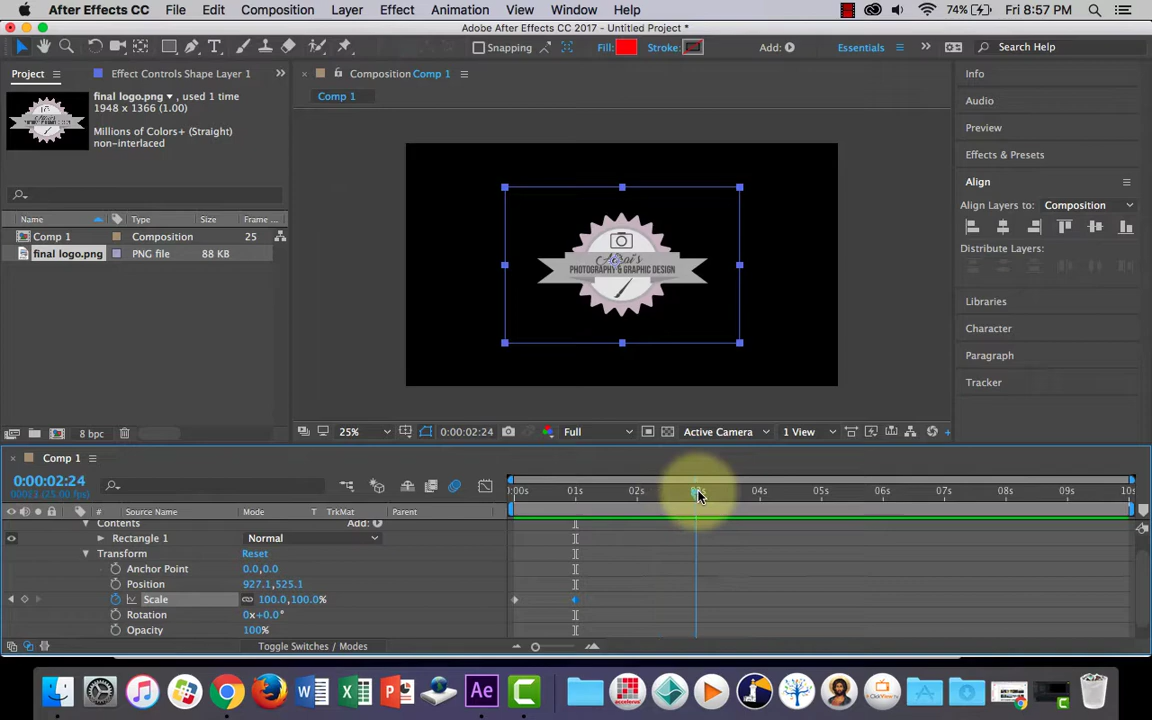 After Effects CC File Edit Composition Layer Effect Animation View Window Help 74% Fri 8:57 PM
Adobe After Effects CC 2017 - Untitled Project *
Snapping Fill: Stroke: Add: Essentials Search Help
Project Effect Controls Shape Layer 1 Composition Comp 1 Info
final logo.png , used 1 time
1948 x 1366 (1.00)
Millions of Colors+ (Straight)
non-interlaced
Comp 1
Audio
Preview
Effects & Presets
Align
Align Layers to: Composition
Distribute Layers:
Libraries
Character
Paragraph
Tracker
Name Type Size Frame...
Comp 1 Composition 25
final logo.png PNG file 88 KB
PHOTOGRAPHY & GRAPHIC DESIGN
8 bpc 25% 0:00:02:24 Full Active Camera 1 View
Comp 1
0:00:02:24
(25.00 fps)
:00s 01s 02s 03s 04s 05s 06s 07s 08s 09s 10s
# Source Name Mode T TrkMat Parent
Contents Add:
Rectangle 1 Normal
Transform Reset
Anchor Point 0.0,0.0
Position 927.1,525.1
Scale 100.0,100.0%
Rotation 0x+0.0°
Opacity 100%
Toggle Switches / Modes
Ae